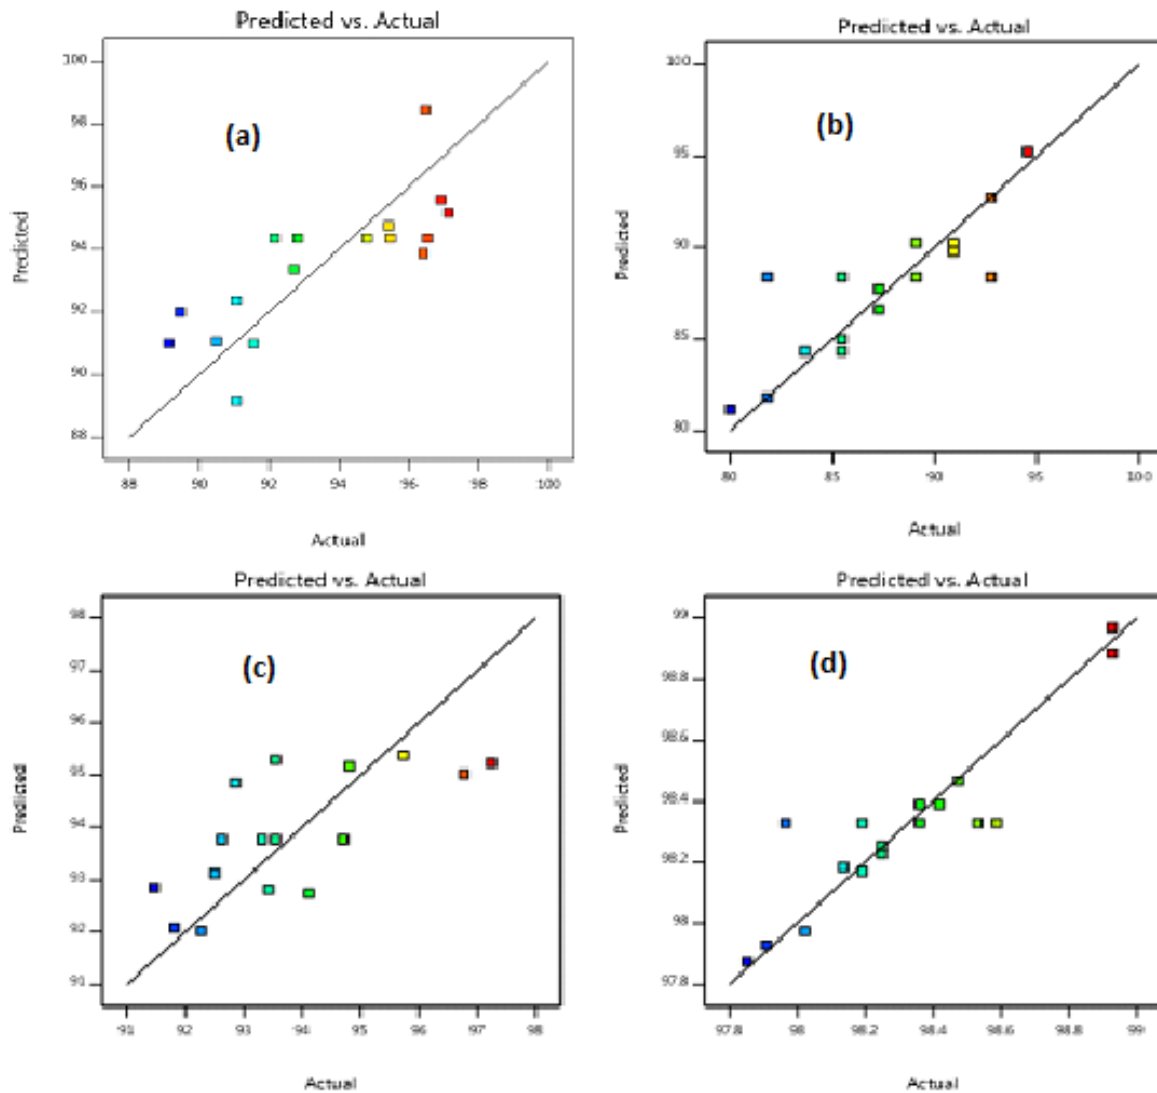 Predicted vs. Actual
100
98
96
94
92
90
88
Predicted
(a)
88 90 92 94 96 98 100
Actual
Predicted vs. Actual
100
95
90
85
80
Predicted
(b)
80 85 90 95 100
Actual
Predicted vs. Actual
98
97
96
95
94
93
92
91
Predicted
(c)
91 92 93 94 95 96 97 98
Actual
Predicted vs. Actual
99
98.8
98.6
98.4
98.2
98
97.8
Predicted
(d)
97.8 98 98.2 98.4 98.6 98.8 99
Actual